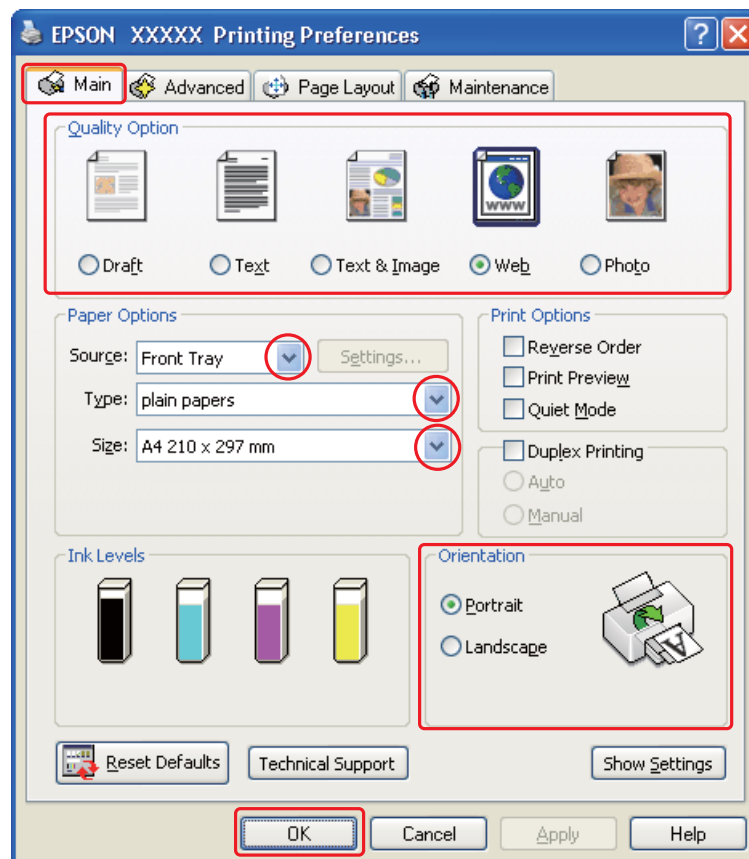 EPSON XXXXX Printing Preferences
?
Main Advanced Page Layout Maintenance
Quality Option
WWW
Draft Text Text & Image Web Photo
Paper Options
Source: Front Tray Settings...
Type: plain papers
Size: A4 210 x 297 mm
Print Options
Reverse Order
Print Preview
Quiet Mode
Duplex Printing
Auto
Manual
Ink Levels
Orientation
Portrait
Landscape
A
Reset Defaults Technical Support Show Settings
OK Cancel Apply Help